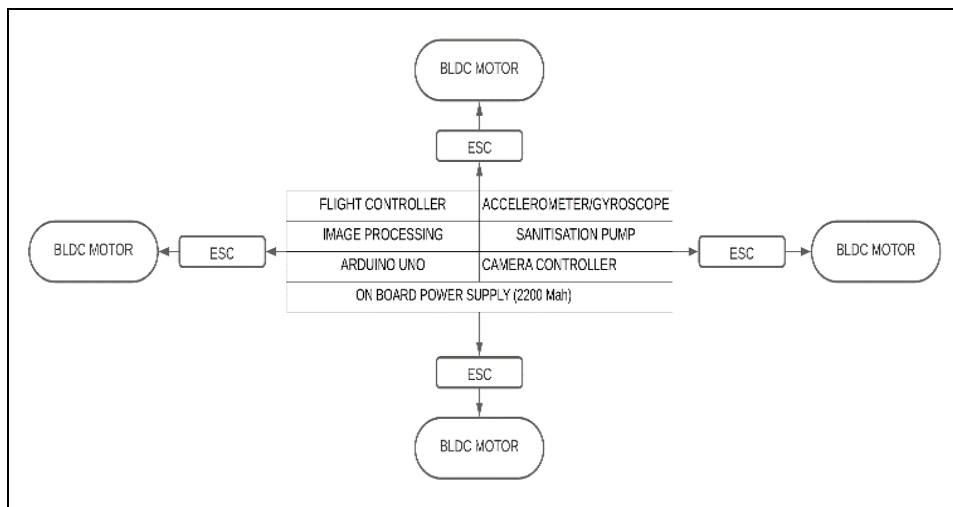 BLDC MOTOR
ESC
FLIGHT CONTROLLER ACCELEROMETER/GYROSCOPE
IMAGE PROCESSING SANITISATION PUMP
BLDC MOTOR ESC ESC BLDC MOTOR
ARDUINO UNO CAMERA CONTROLLER
ON BOARD POWER SUPPLY (2200 Mah)
ESC
BLDC MOTOR